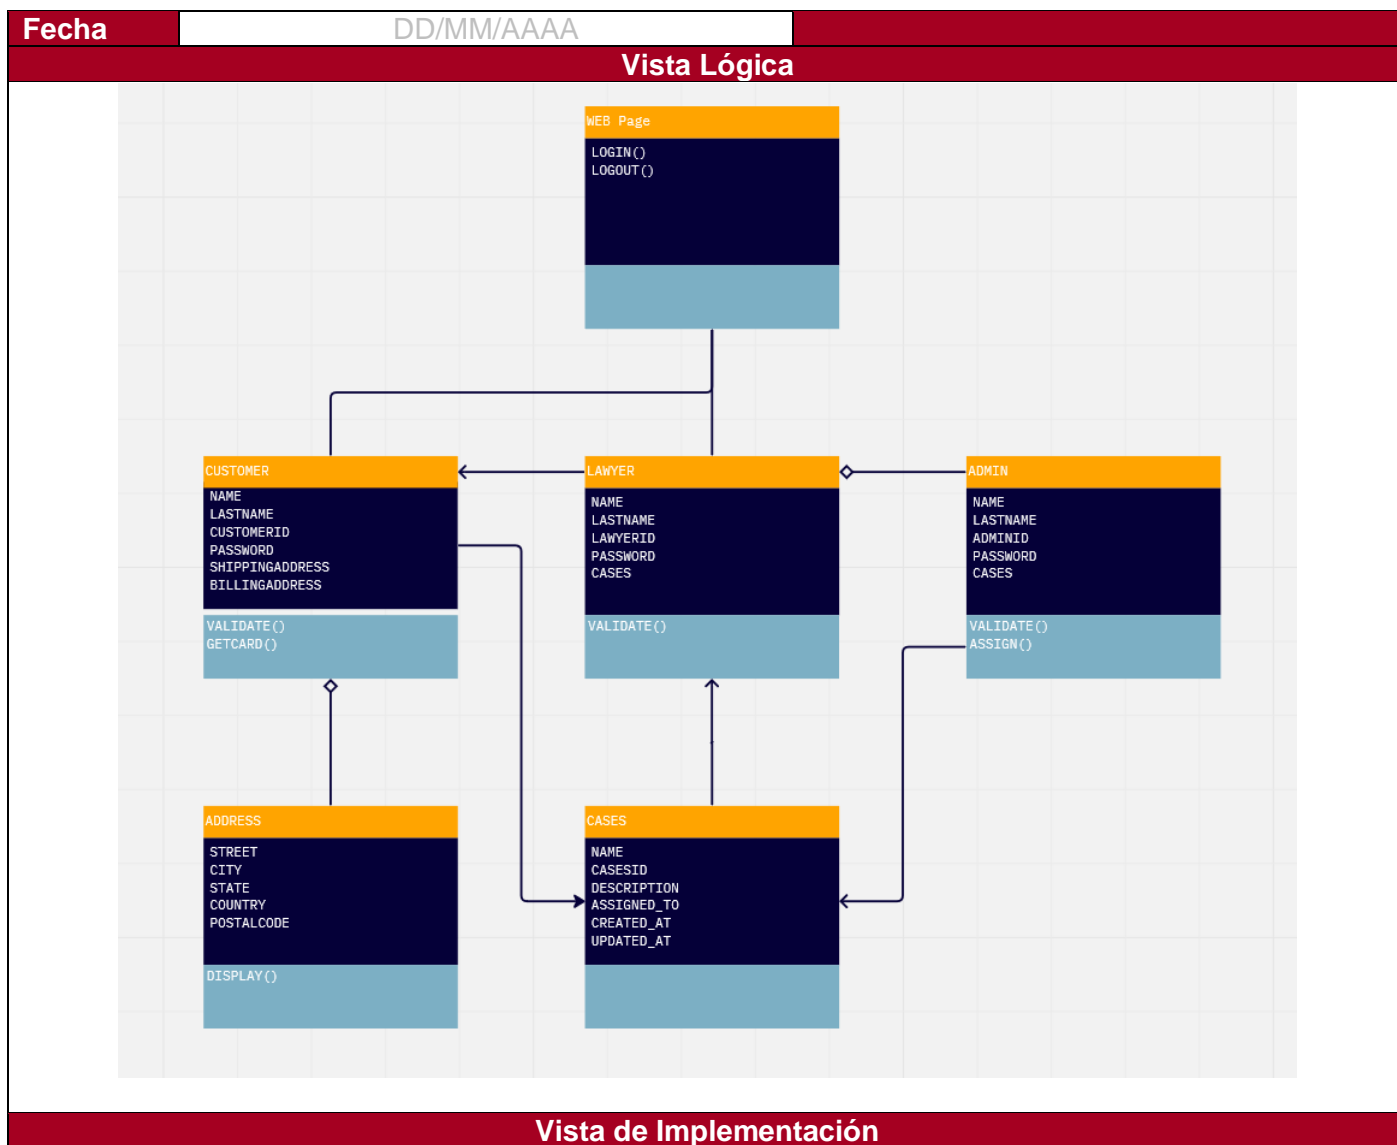 Fecha DD/MM/AAAA
Vista Lógica
WEB Page
LOGIN()
LOGOUT()
CUSTOMER
NAME
LASTNAME
CUSTOMERID
PASSWORD
SHIPPINGADDRESS
BILLINGADDRESS
VALIDATE()
GETCARD()
LAWYER
NAME
LASTNAME
LAWYERID
PASSWORD
CASES
VALIDATE()
ADMIN
NAME
LASTNAME
ADMINID
PASSWORD
CASES
VALIDATE()
ASSIGN()
ADDRESS
STREET
CITY
STATE
COUNTRY
POSTALCODE
DISPLAY()
CASES
NAME
CASESID
DESCRIPTION
ASSIGNED_TO
CREATED_AT
UPDATED_AT
Vista de Implementación